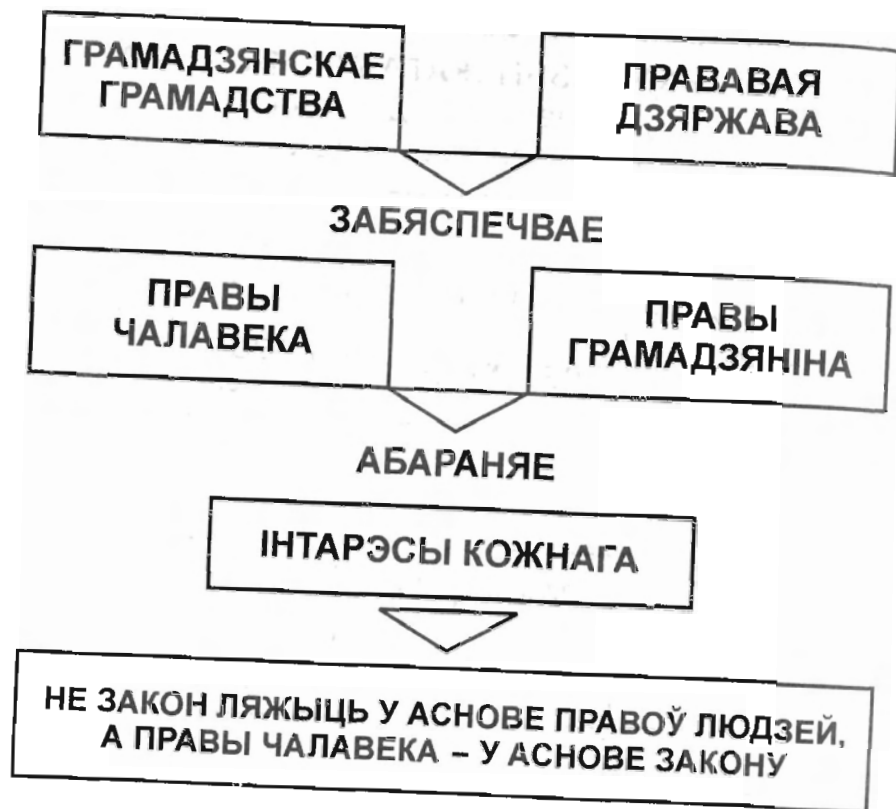 ГРАМАДЗЯНСКАЕ
ГРАМАДСТВА
ПРАВАВАЯ
ДЗЯРЖАВА
ЗАБЯСПЕЧВАЕ
ПРАВЫ
ЧАЛАВЕКА
ПРАВЫ
ГРАМАДЗЯНІНА
АБАРАНЯЕ
ІНТАРЭСЫ КОЖНАГА
НЕ ЗАКОН ЛЯЖЫЦЬ У АСНОВЕ ПРАВОЎ ЛЮДЗЕЙ,
А ПРАВЫ ЧАЛАВЕКА – У АСНОВЕ ЗАКОНУ